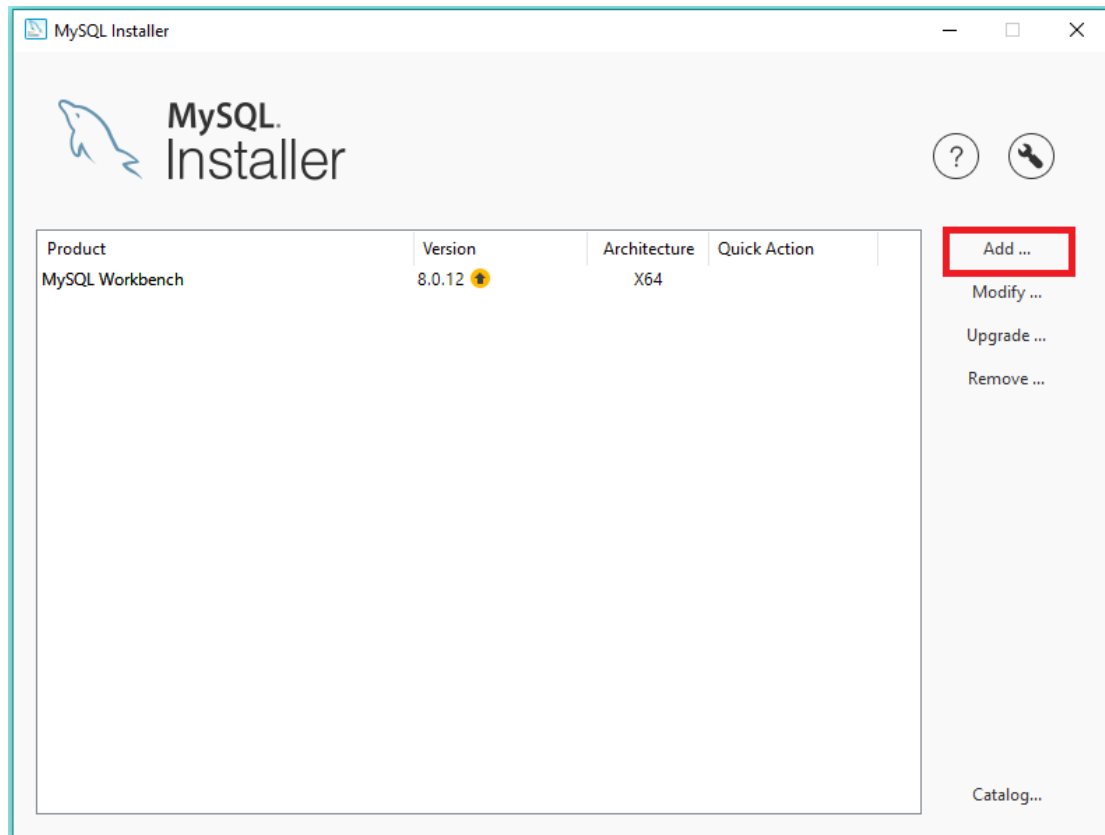 MySQL Installer
MySQL.
Installer
?
Product Version Architecture Quick Action
MySQL Workbench 8.0.12 X64
Add ...
Modify ...
Upgrade ...
Remove ...
Catalog...